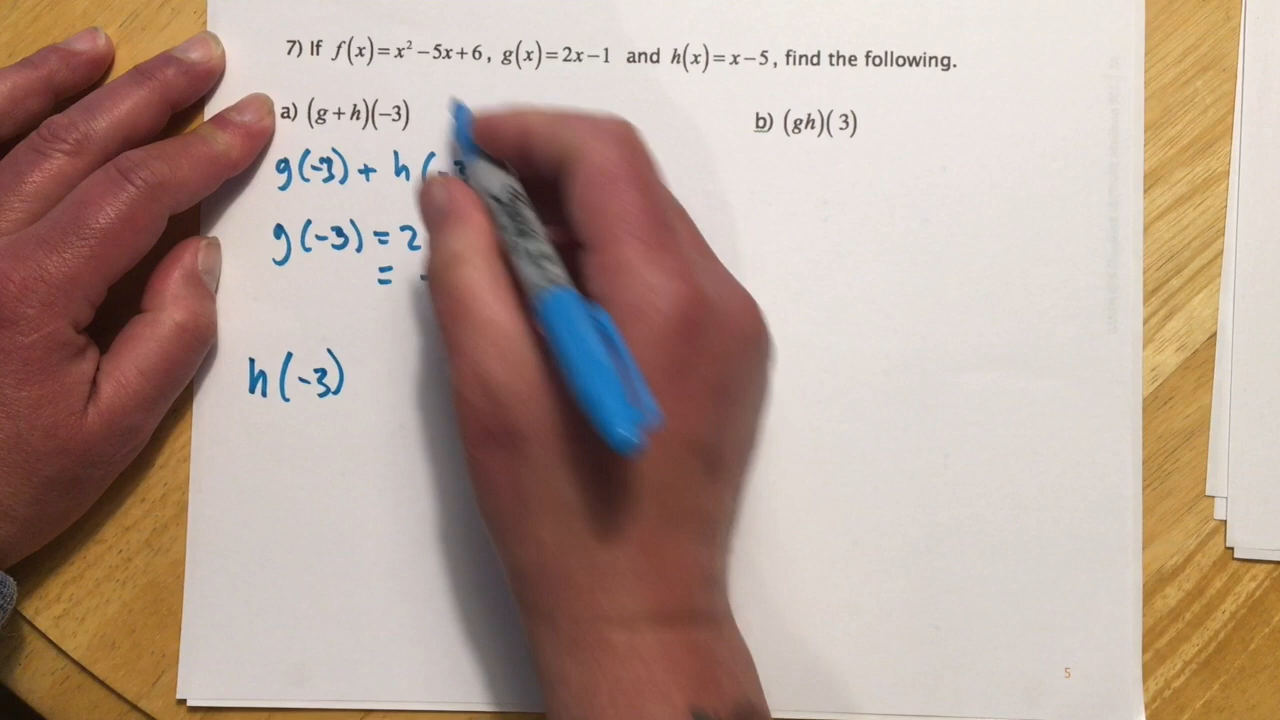 7) If f(x)=x²−5x+6, g(x)=2x−1 and h(x)=x−5, find the following.
a) (g+h)(−3)
b) (gh)( 3)
g(-3) + h(-3
g(-3) = 2
= -
h(-3)
5